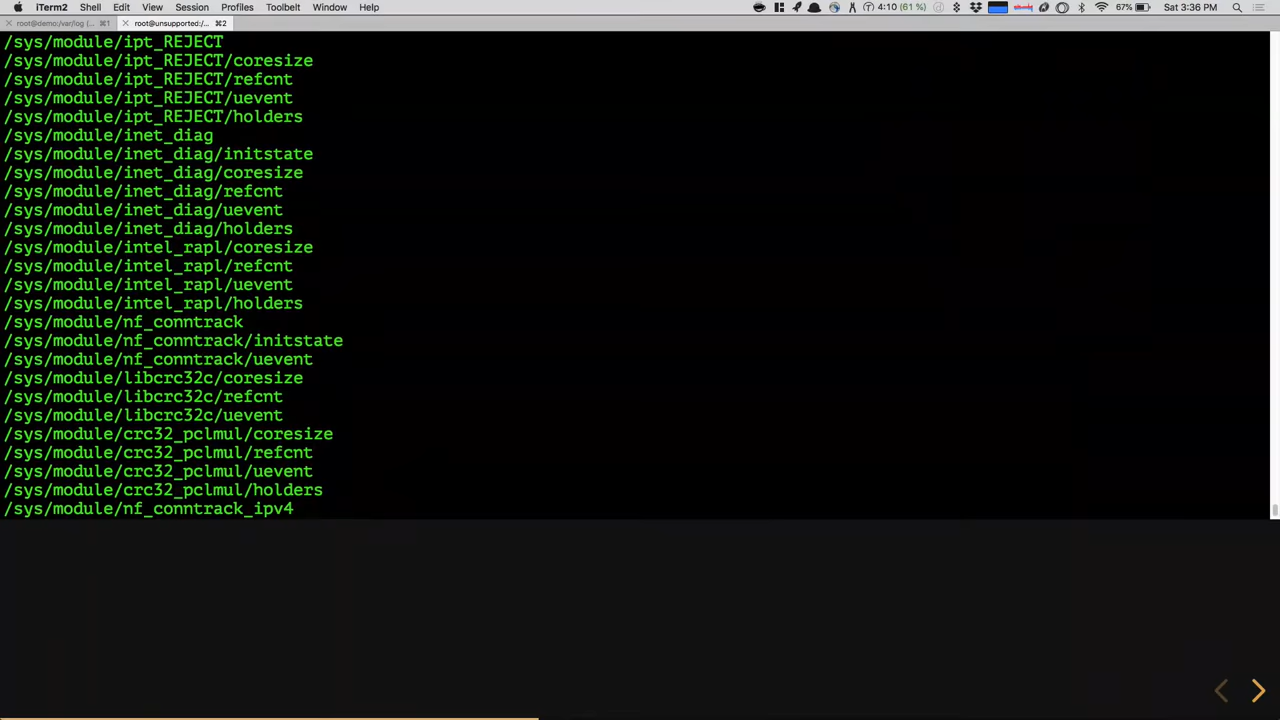 iTerm2 Shell Edit View Session Profiles Toolbelt Window Help 4:10 (61 %) 67% Sat 3:36 PM
root@demo:/var/log (... ⌘1 root@unsupported:/... ⌘2
/sys/module/ipt_REJECT
/sys/module/ipt_REJECT/coresize
/sys/module/ipt_REJECT/refcnt
/sys/module/ipt_REJECT/uevent
/sys/module/ipt_REJECT/holders
/sys/module/inet_diag
/sys/module/inet_diag/initstate
/sys/module/inet_diag/coresize
/sys/module/inet_diag/refcnt
/sys/module/inet_diag/uevent
/sys/module/inet_diag/holders
/sys/module/intel_rapl/coresize
/sys/module/intel_rapl/refcnt
/sys/module/intel_rapl/uevent
/sys/module/intel_rapl/holders
/sys/module/nf_conntrack
/sys/module/nf_conntrack/initstate
/sys/module/nf_conntrack/uevent
/sys/module/libcrc32c/coresize
/sys/module/libcrc32c/refcnt
/sys/module/libcrc32c/uevent
/sys/module/crc32_pclmul/coresize
/sys/module/crc32_pclmul/refcnt
/sys/module/crc32_pclmul/uevent
/sys/module/crc32_pclmul/holders
/sys/module/nf_conntrack_ipv4